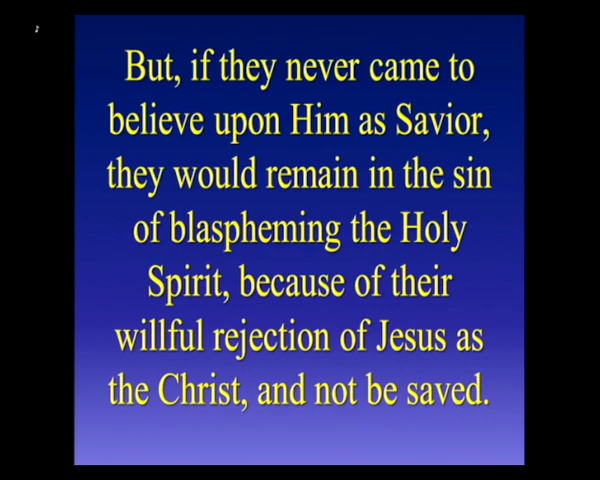 But, if they never came to
believe upon Him as Savior,
they would remain in the sin
of blaspheming the Holy
Spirit, because of their
willful rejection of Jesus as
the Christ, and not be saved.